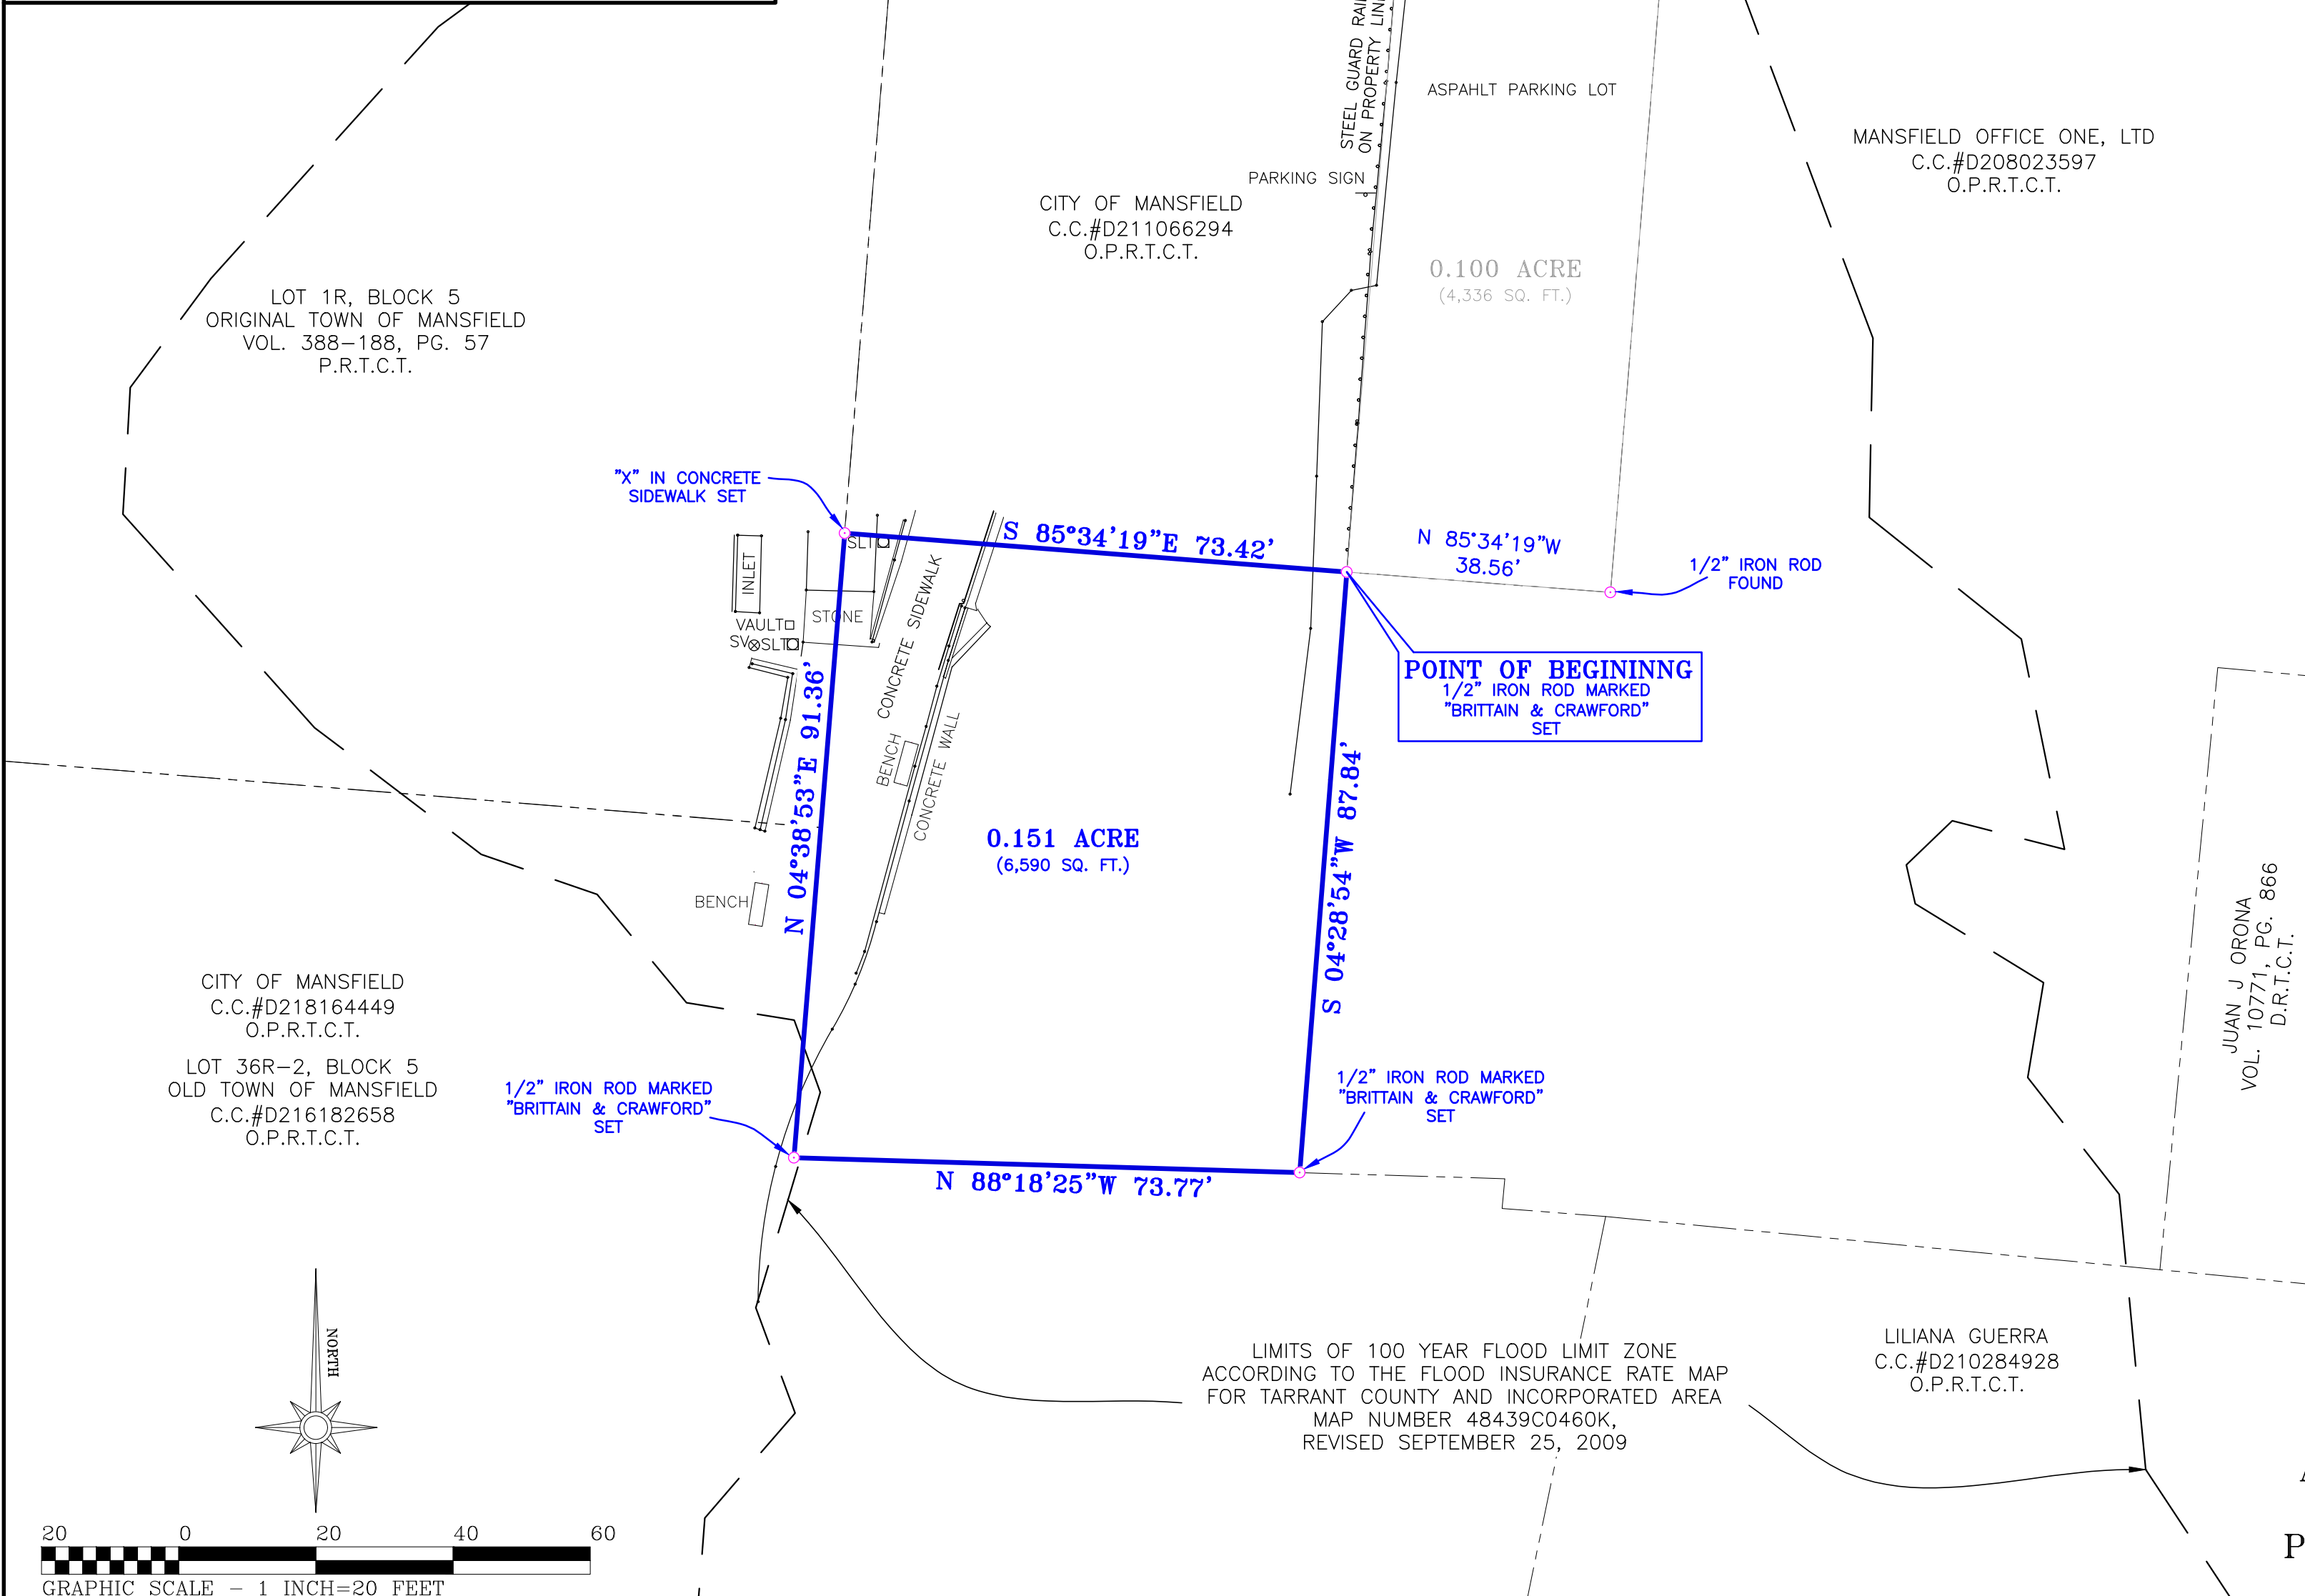 STEEL GUARD RAI
ON PROPERTY LIN
ASPAHLT PARKING LOT
MANSFIELD OFFICE ONE, LTD
C.C.#D208023597
O.P.R.T.C.T.
PARKING SIGN
CITY OF MANSFIELD
C.C.#D211066294
O.P.R.T.C.T.
0.100 ACRE
(4,336 SQ. FT.)
LOT 1R, BLOCK 5
ORIGINAL TOWN OF MANSFIELD
VOL. 388-188, PG. 57
P.R.T.C.T.
"X" IN CONCRETE
SIDEWALK SET
S 85°34'19"E 73.42'
N 85°34'19"W
38.56'
1/2" IRON ROD
FOUND
SLT
INLET
STONE
VAULT
SV
SLT
CONCRETE SIDEWALK
BENCH
CONCRETE WALL
POINT OF BEGININNG
1/2" IRON ROD MARKED
"BRITTAIN & CRAWFORD"
SET
N 04°38'53"E 91.36'
0.151 ACRE
(6,590 SQ. FT.)
S 04°28'54"W 87.84'
BENCH
JUAN J ORONA
VOL. 10771, PG. 866
D.R.T.C.T.
CITY OF MANSFIELD
C.C.#D218164449
O.P.R.T.C.T.
LOT 36R-2, BLOCK 5
OLD TOWN OF MANSFIELD
C.C.#D216182658
O.P.R.T.C.T.
1/2" IRON ROD MARKED
"BRITTAIN & CRAWFORD"
SET
1/2" IRON ROD MARKED
"BRITTAIN & CRAWFORD"
SET
N 88°18'25"W 73.77'
NORTH
LIMITS OF 100 YEAR FLOOD LIMIT ZONE
ACCORDING TO THE FLOOD INSURANCE RATE MAP
FOR TARRANT COUNTY AND INCORPORATED AREA
MAP NUMBER 48439C0460K,
REVISED SEPTEMBER 25, 2009
LILIANA GUERRA
C.C.#D210284928
O.P.R.T.C.T.
P
20 0 20 40 60
GRAPHIC SCALE - 1 INCH=20 FEET